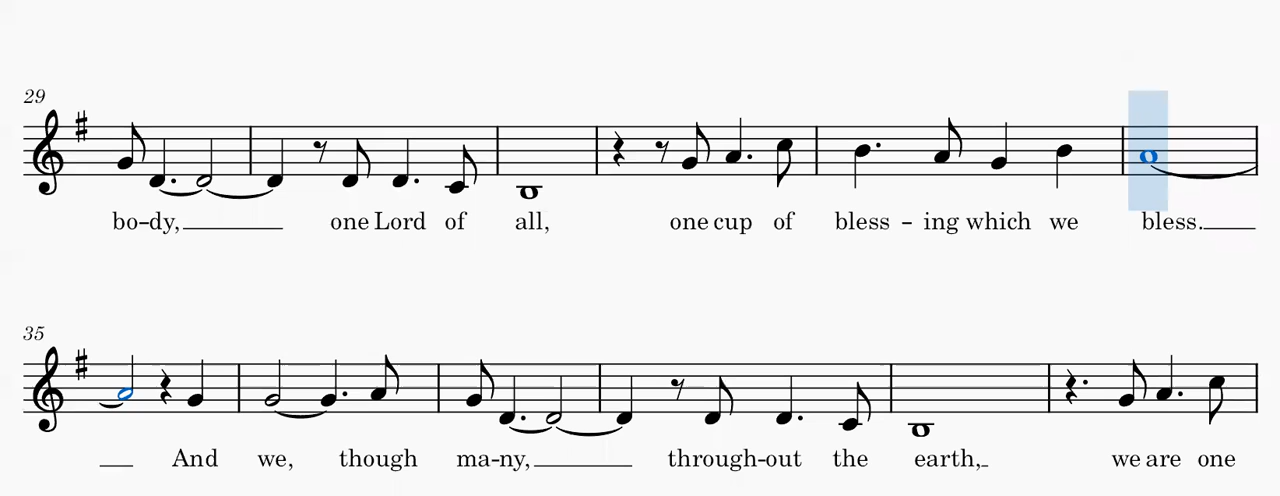 29
bo-dy, one Lord of all, one cup of bless - ing which we bless.
35
And we, though ma-ny, through-out the earth, we are one